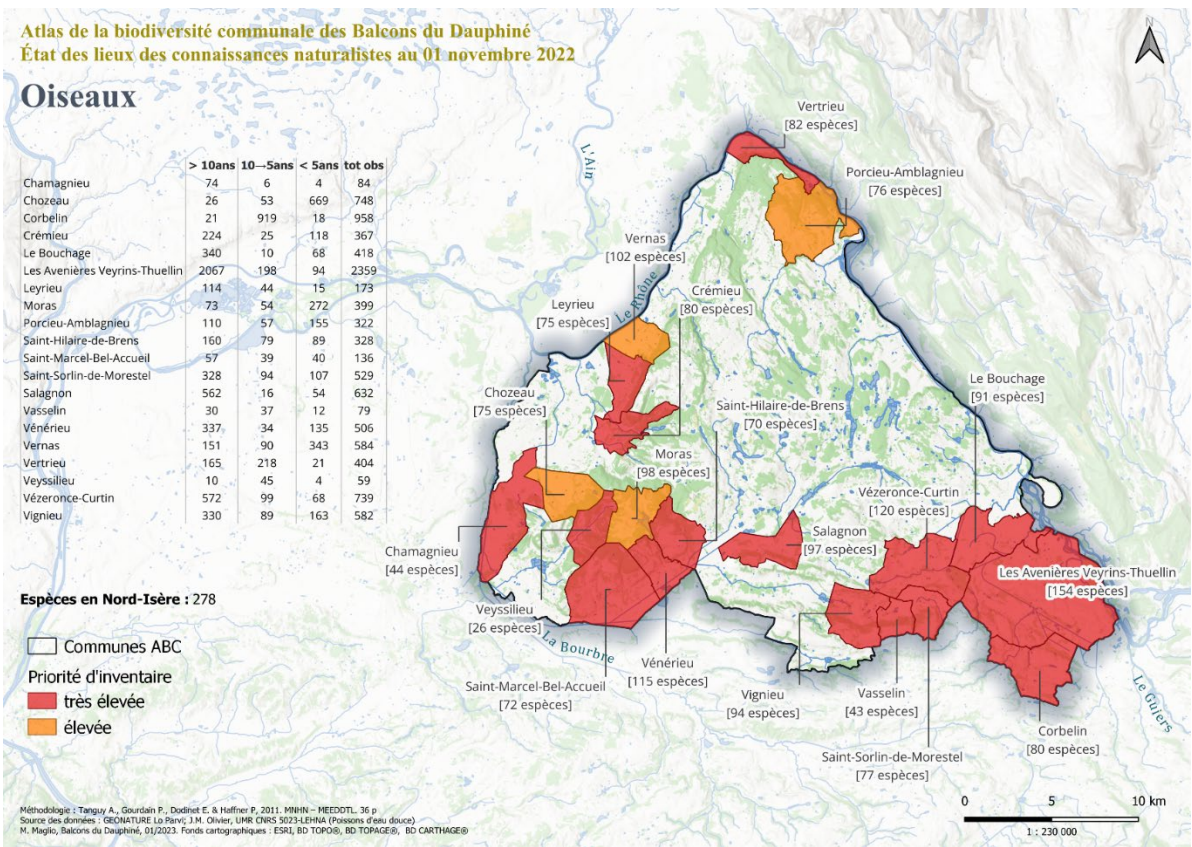 Atlas de la biodiversité communale des Balcons du Dauphiné
État des lieux des connaissances naturalistes au 01 novembre 2022
Oiseaux
N
> 10ans 10→5ans < 5ans tot obs
Chamagnieu 74 6 4 84
Chozeau 26 53 669 748
Corbelin 21 919 18 958
Crémieu 224 25 118 367
Le Bouchage 340 10 68 418
Les Avenières Veyrins-Thuellin 2067 198 94 2359
Leyrieu 114 44 15 173
Moras 73 54 272 399
Porcieu-Amblagnieu 110 57 155 322
Saint-Hilaire-de-Brens 160 79 89 328
Saint-Marcel-Bel-Accueil 57 39 40 136
Saint-Sorlin-de-Morestel 328 94 107 529
Salagnon 562 16 54 632
Vasselin 30 37 12 79
Vénérieu 337 34 135 506
Vernas 151 90 343 584
Vertrieu 165 218 21 404
Veyssilieu 10 45 4 59
Vézeronce-Curtin 572 99 68 739
Vignieu 330 89 163 582
Espèces en Nord-Isère : 278
Communes ABC
Priorité d'inventaire
très élevée
élevée
Vertrieu
[82 espèces]
L'Ain
Porcieu-Amblagnieu
[76 espèces]
Vernas
[102 espèces]
Le Rhône
Crémieu
[80 espèces]
Leyrieu
[75 espèces]
Chozeau
[75 espèces]
Saint-Hilaire-de-Brens
[70 espèces]
Le Bouchage
[91 espèces]
Moras
[98 espèces]
Vézeronce-Curtin
[120 espèces]
Salagnon
[97 espèces]
Chamagnieu
[44 espèces]
Les Avenières Veyrins-Thuellin
[154 espèces]
Veyssilieu
[26 espèces]
La Bourbre
Vénérieu
[115 espèces]
Saint-Marcel-Bel-Accueil
[72 espèces]
Vignieu
[94 espèces]
Vasselin
[43 espèces]
Le Guiers
Corbelin
[80 espèces]
Saint-Sorlin-de-Morestel
[77 espèces]
0 5 10 km
1 : 230 000
Méthodologie : Tanguy A., Gourdain P., Dodinet E. & Haffner P, 2011. MNHN – MEEDDTL. 36 p
Source des données : GEONATURE Lo Parvi; J.M. Olivier, UMR CNRS 5023-LEHNA (Poissons d'eau douce)
M. Maglio, Balcons du Dauphiné, 01/2023. Fonds cartographiques : ESRI, BD TOPO®, BD TOPAGE®, BD CARTHAGE®